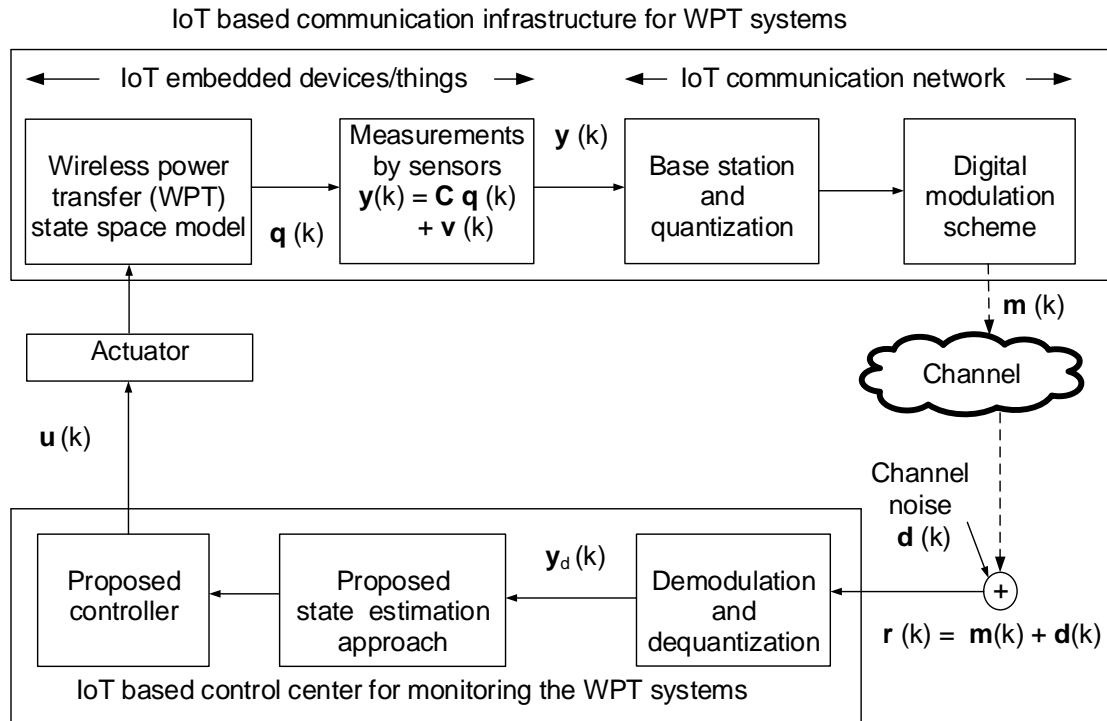 IoT based communication infrastructure for WPT systems
IoT embedded devices/things
IoT communication network
Wireless power
transfer (WPT)
state space model
q (k)
Measurements
by sensors
y(k) = C q (k)
+ v (k)
y (k)
Base station
and
quantization
Digital
modulation
scheme
m (k)
Channel
Channel
noise
d (k)
+
r (k) = m(k) + d(k)
Demodulation
and
dequantization
yd (k)
Proposed
state estimation
approach
Proposed
controller
u (k)
Actuator
IoT based control center for monitoring the WPT systems